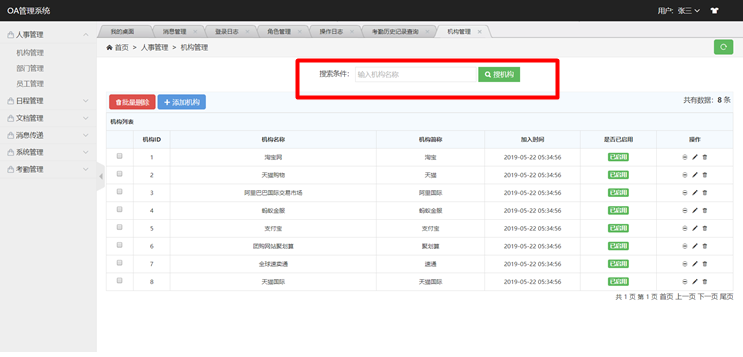 OA管理系统 用户: 张三
人事管理
机构管理
部门管理
员工管理
日程管理
文档管理
消息传递
系统管理
考勤管理
我的桌面 消息管理 登录日志 角色管理 操作日志 考勤历史记录查询 机构管理
首页 > 人事管理 > 机构管理
搜索条件: 输入机构名称 搜机构
批量删除 添加机构 共有数据: 8 条
机构列表
机构ID 机构名称 机构简称 加入时间 是否已启用 操作
1 淘宝网 淘宝 2019-05-22 05:34:56 已启用
2 天猫购物 天猫 2019-05-22 05:34:56 已启用
3 阿里巴巴国际交易市场 阿里国际 2019-05-22 05:34:56 已启用
4 蚂蚁金服 蚂蚁金服 2019-05-22 05:34:56 已启用
5 支付宝 支付宝 2019-05-22 05:34:56 已启用
6 团购网站聚划算 聚划算 2019-05-22 05:34:56 已启用
7 全球速卖通 速通 2019-05-22 05:34:56 已启用
8 天猫国际 天猫国际 2019-05-22 05:34:56 已启用
共 1 页 第 1 页 首页 上一页 下一页 尾页